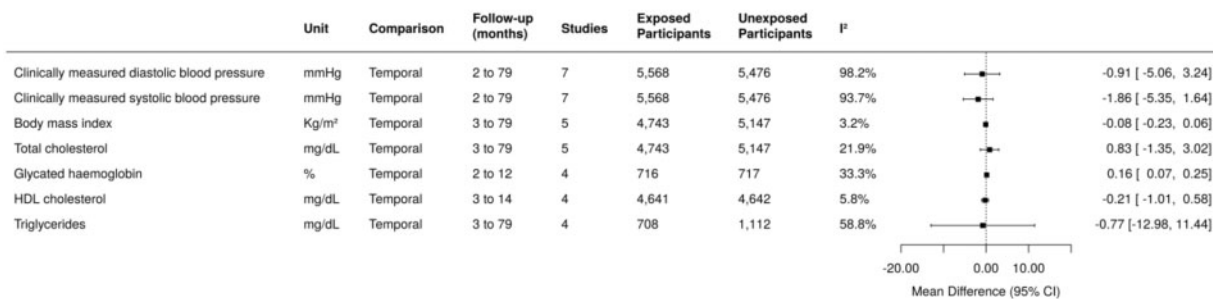 Unit Comparison Follow-up (months) Studies Exposed Participants Unexposed Participants I²
Clinically measured diastolic blood pressure mmHg Temporal 2 to 79 7 5,568 5,476 98.2% -0.91 [ -5.06, 3.24]
Clinically measured systolic blood pressure mmHg Temporal 2 to 79 7 5,568 5,476 93.7% -1.86 [ -5.35, 1.64]
Body mass index Kg/m² Temporal 3 to 79 5 4,743 5,147 3.2% -0.08 [ -0.23, 0.06]
Total cholesterol mg/dL Temporal 3 to 79 5 4,743 5,147 21.9% 0.83 [ -1.35, 3.02]
Glycated haemoglobin % Temporal 2 to 12 4 716 717 33.3% 0.16 [ 0.07, 0.25]
HDL cholesterol mg/dL Temporal 3 to 14 4 4,641 4,642 5.8% -0.21 [ -1.01, 0.58]
Triglycerides mg/dL Temporal 3 to 79 4 708 1,112 58.8% -0.77 [-12.98, 11.44]
-20.00 0.00 10.00
Mean Difference (95% CI)